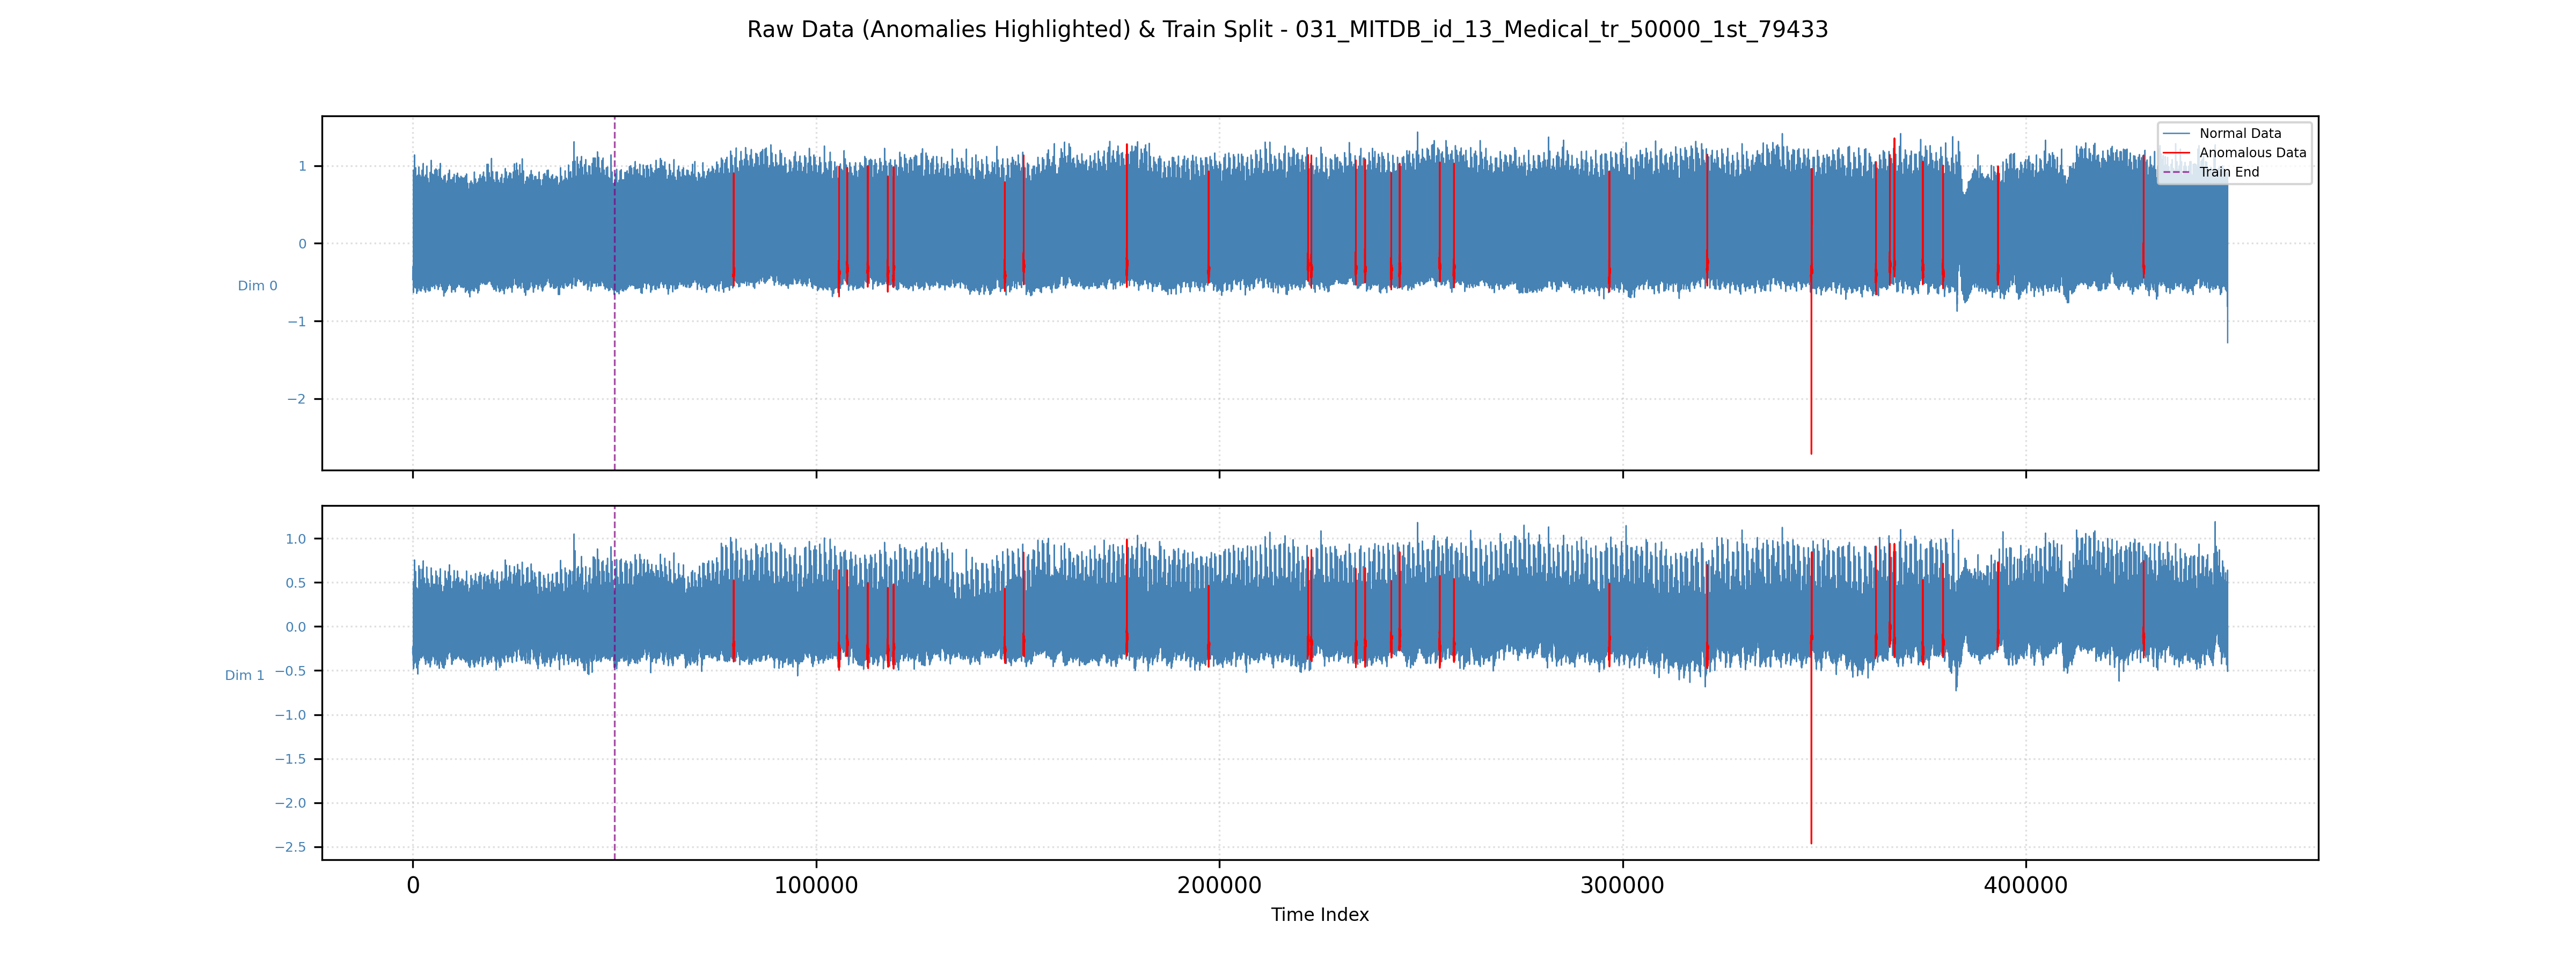 Raw Data (Anomalies Highlighted) & Train Split - 031_MITDB_id_13_Medical_tr_50000_1st_79433
Normal Data
Anomalous Data
Train End
1
0
−1
−2
Dim 0
1.0
0.5
0.0
−0.5
−1.0
−1.5
−2.0
−2.5
Dim 1
0
100000
200000
300000
400000
Time Index